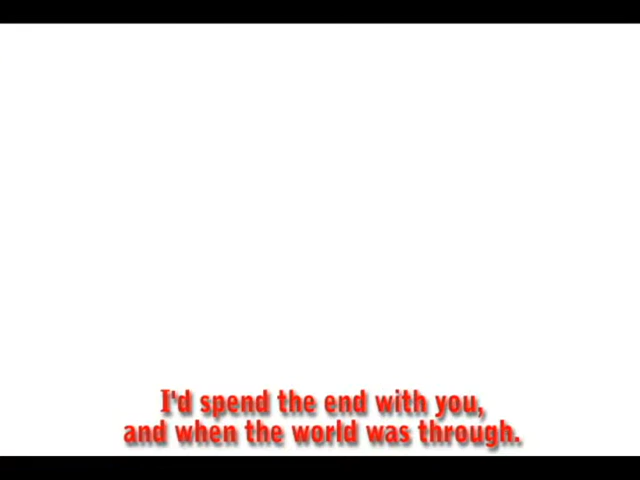 I'd spend the end with you,
and when the world was through.